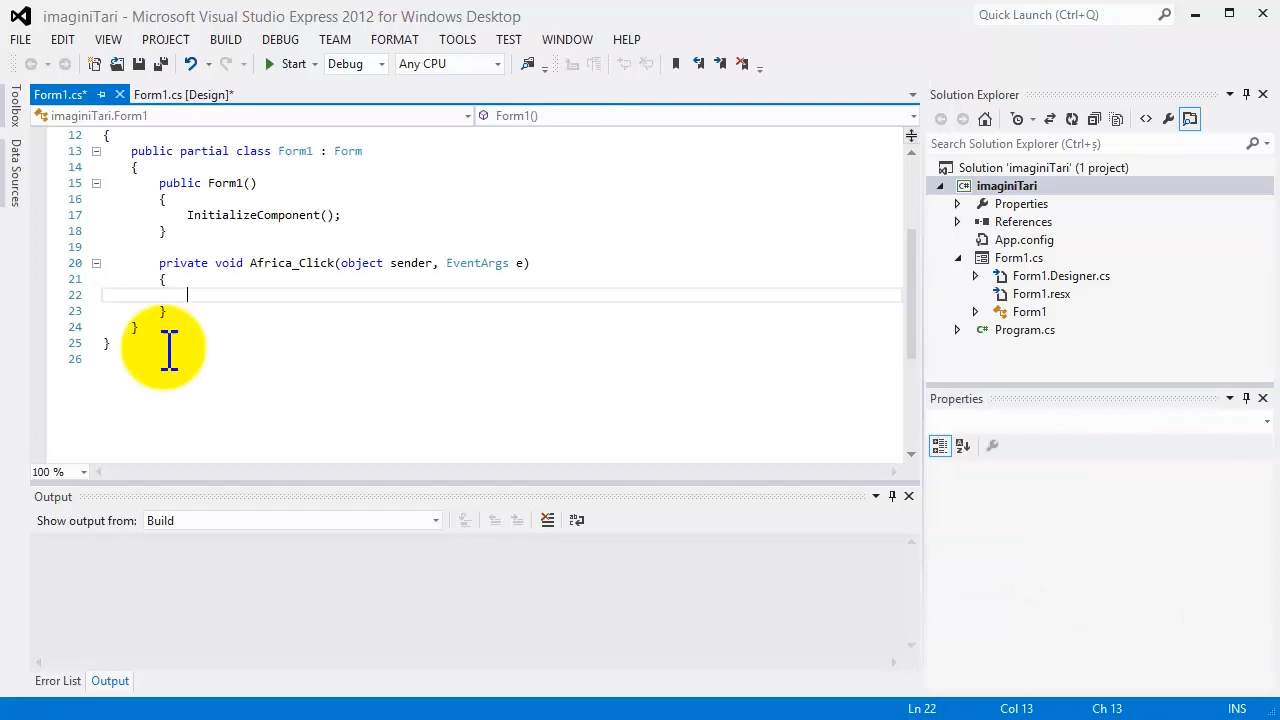 imaginiTari - Microsoft Visual Studio Express 2012 for Windows Desktop
Quick Launch (Ctrl+Q)
FILE EDIT VIEW PROJECT BUILD DEBUG TEAM FORMAT TOOLS TEST WINDOW HELP
Start Debug Any CPU
Toolbox
Data Sources
Form1.cs* Form1.cs [Design]*
imaginiTari.Form1 Form1()
12 {
13 public partial class Form1 : Form
14 {
15 public Form1()
16 {
17 InitializeComponent();
18 }
19
20 private void Africa_Click(object sender, EventArgs e)
21 {
22
23 }
24 }
25 }
26
100 %
Output
Show output from: Build
Error List Output
Solution Explorer
Search Solution Explorer (Ctrl+ș)
Solution 'imaginiTari' (1 project)
C# imaginiTari
Properties
References
App.config
Form1.cs
Form1.Designer.cs
Form1.resx
Form1
C# Program.cs
Properties
Ln 22 Col 13 Ch 13 INS